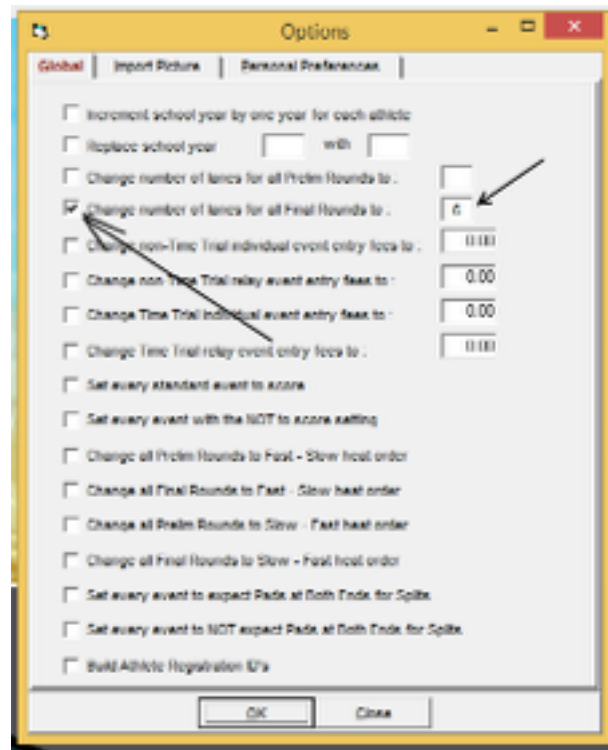 Options
Global Import Picture Personal Preferences
Increment school year by one year for each athlete
Replace school year with
Change number of lanes for all Prelim Rounds to :
Change number of lanes for all Final Rounds to : 6
Change non-Time Trial individual event entry fees to : 0.00
Change non-Time Trial relay event entry fees to : 0.00
Change Time Trial individual event entry fees to : 0.00
Change Time Trial relay event entry fees to : 0.00
Set every standard event to score
Set every event with the NOT to score setting
Change all Prelim Rounds to Fast - Slow heat order
Change all Final Rounds to Fast - Slow heat order
Change all Prelim Rounds to Slow - Fast heat order
Change all Final Rounds to Slow - Fast heat order
Set every event to expect Pads at Both Ends for Splits
Set every event to NOT expect Pads at Both Ends for Splits
Build Athlete Registration ID's
OK Close